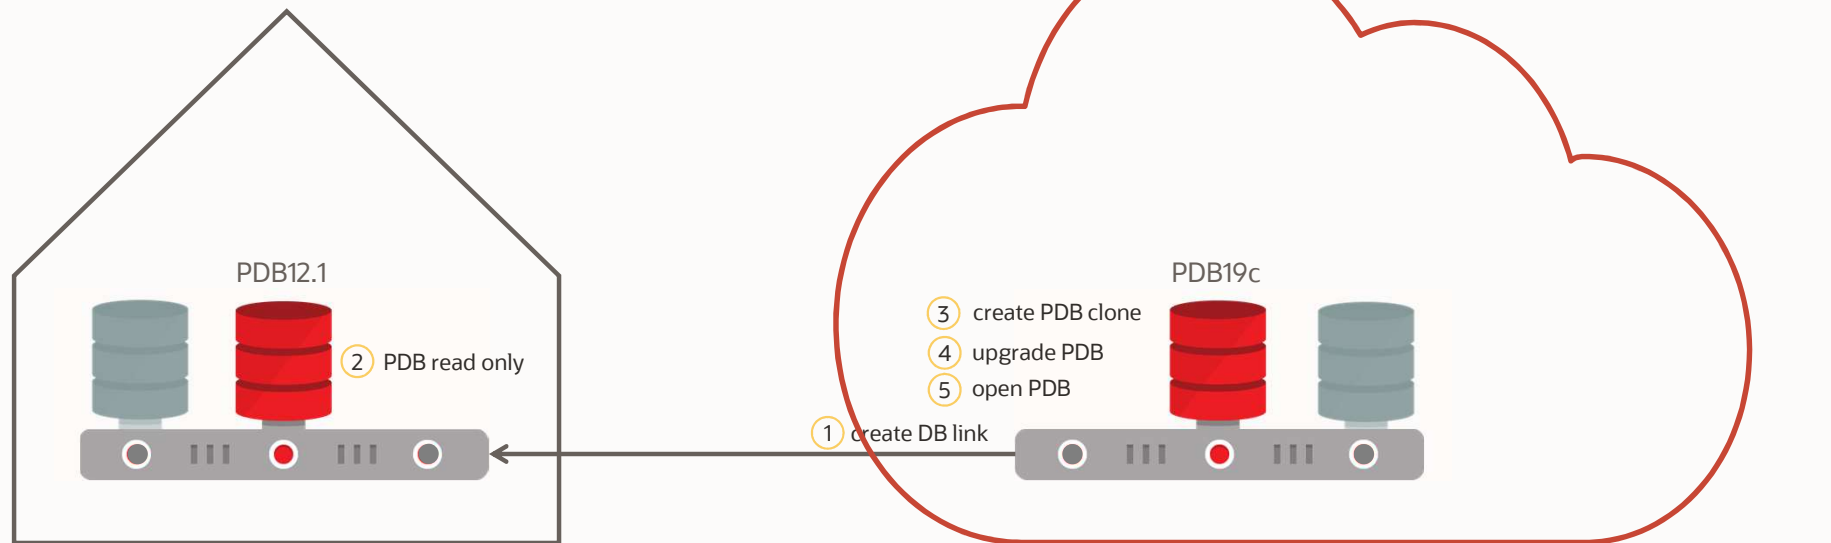 PDB12.1
2 PDB read only
PDB19c
3 create PDB clone
4 upgrade PDB
5 open PDB
1 create DB link